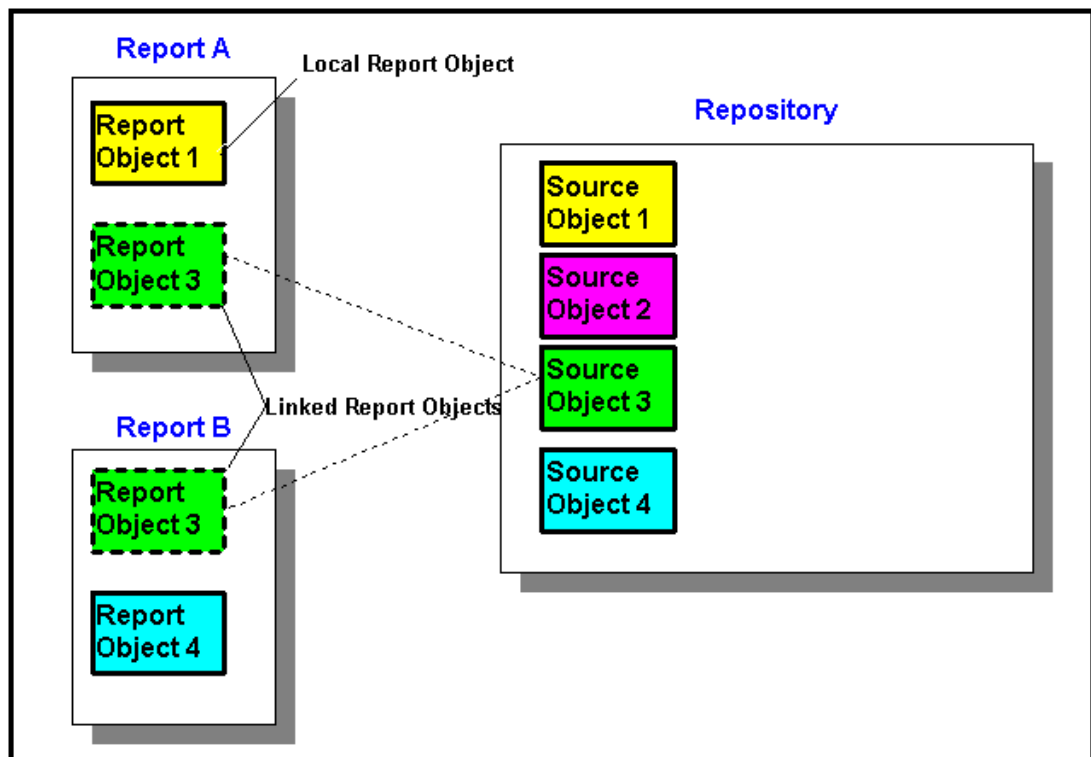 Report A
Local Report Object
Report
Object 1
Report
Object 3
Linked Report Objects
Report B
Report
Object 3
Report
Object 4
Repository
Source
Object 1
Source
Object 2
Source
Object 3
Source
Object 4